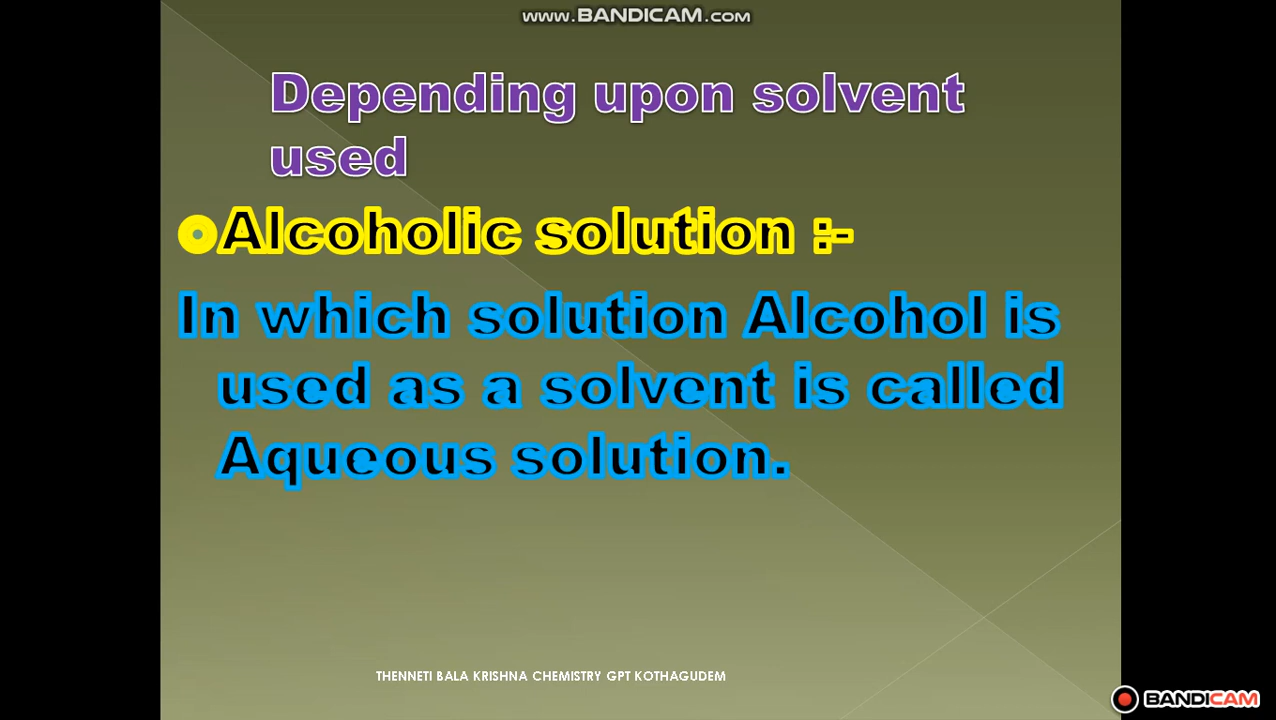 www.BANDICAM.com
Depending upon solvent
used
Alcoholic solution :-
In which solution Alcohol is
used as a solvent is called
Aqueous solution.
THENNETI BALA KRISHNA CHEMISTRY GPT KOTHAGUDEM
BANDICAM